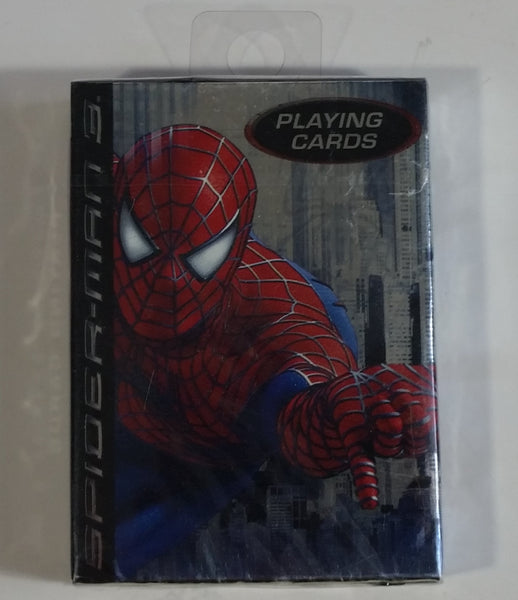 PLAYING
CARDS
SPIDER-MAN 3